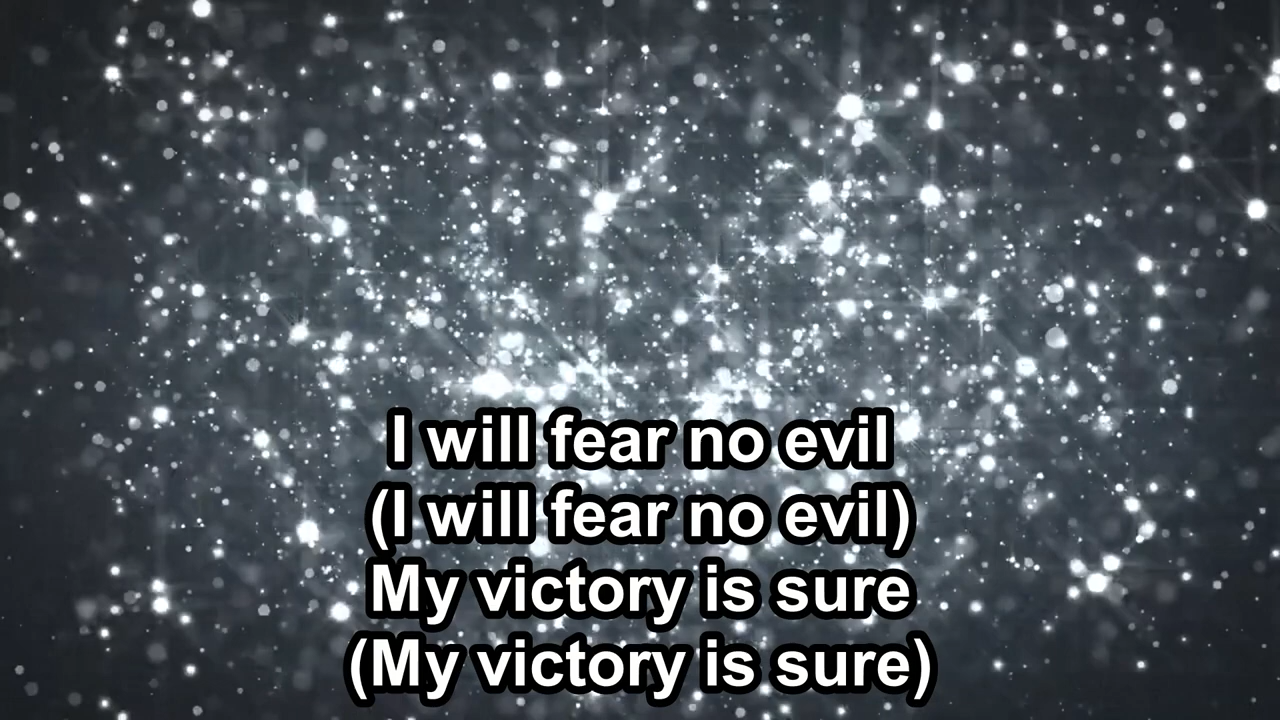 I will fear no evil
(I will fear no evil)
My victory is sure
(My victory is sure)